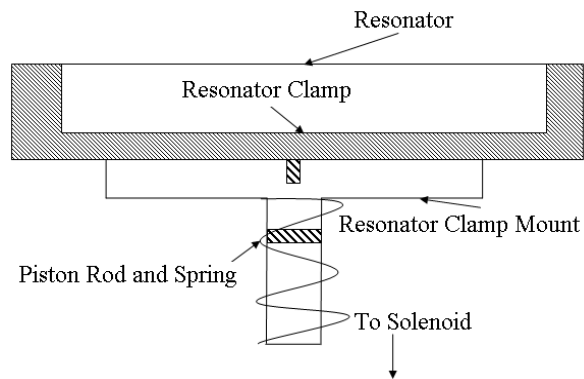 Resonator
Resonator Clamp
Resonator Clamp Mount
Piston Rod and Spring
To Solenoid